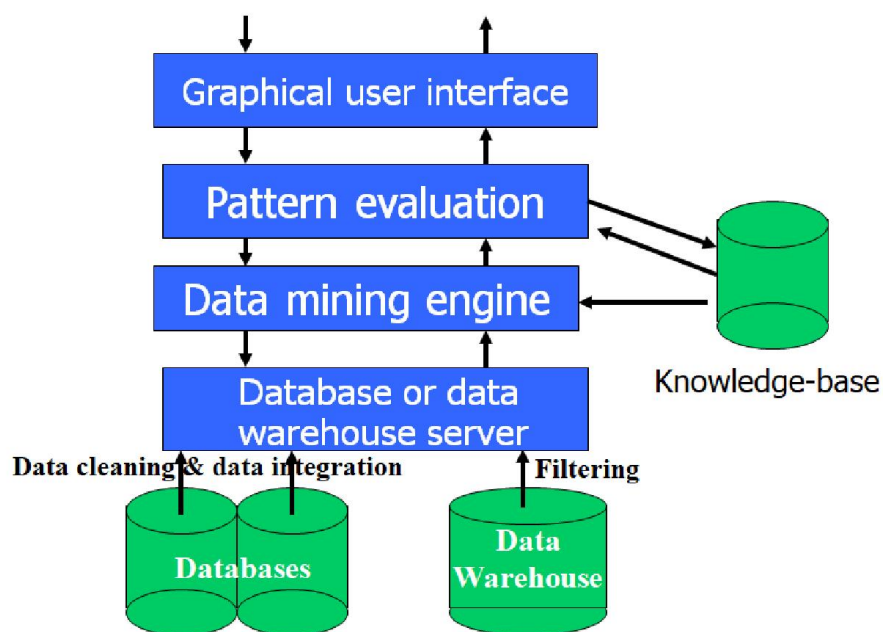 Graphical user interface
Pattern evaluation
Data mining engine
Knowledge-base
Database or data
warehouse server
Data cleaning & data integration
Filtering
Databases
Data
Warehouse